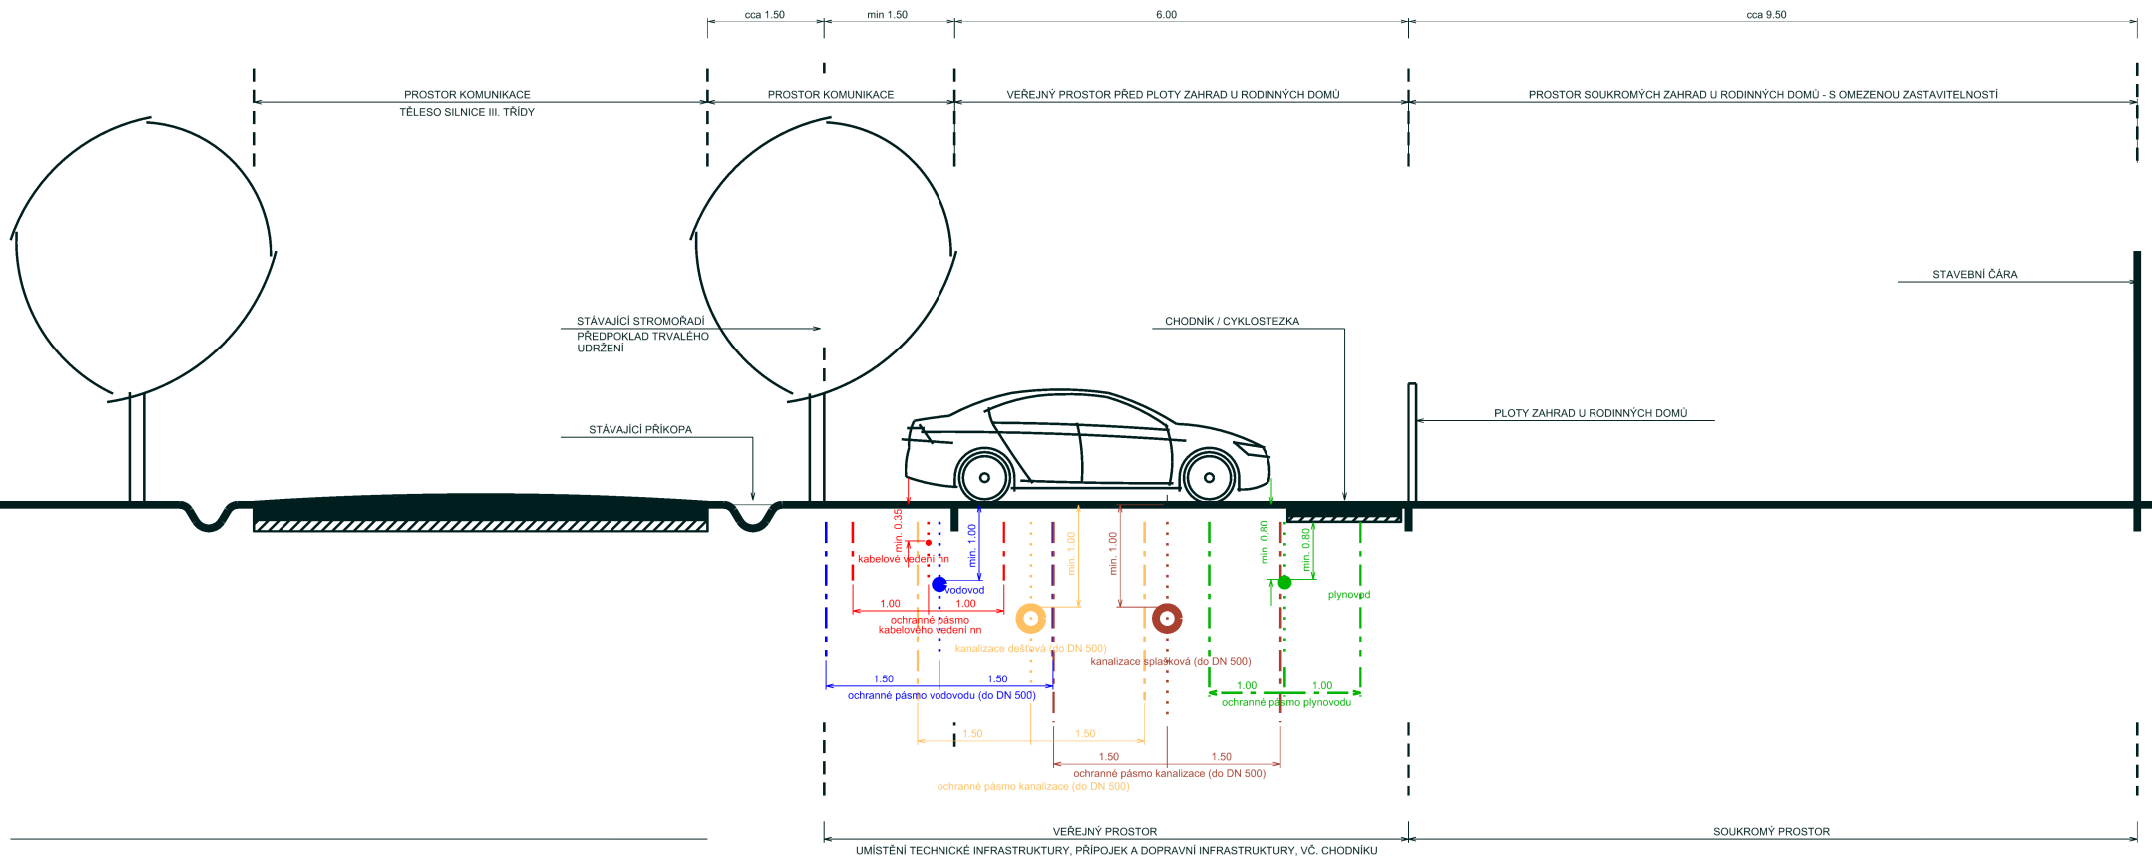 cca 1.50
min 1.50
6.00
cca 9.50
PROSTOR KOMUNIKACE
TĚLESO SILNICE III. TŘÍDY
PROSTOR KOMUNIKACE
VEŘEJNÝ PROSTOR PŘED PLOTY ZAHRAD U RODINNÝCH DOMŮ
PROSTOR SOUKROMÝCH ZAHRAD U RODINNÝCH DOMŮ - S OMEZENOU ZASTAVITELNOSTÍ
STAVEBNÍ ČÁRA
STÁVAJÍCÍ STROMOŘADÍ
PŘEDPOKLAD TRVALÉHO
UDRŽENÍ
CHODNÍK / CYKLOSTEZKA
PLOTY ZAHRAD U RODINNÝCH DOMŮ
STÁVAJÍCÍ PŘÍKOPA
min. 0.35
min. 1.00
min. 1.00
min. 1.00
min. 0.80
min. 0.80
kabelové vedení nn
vodovod
plynovod
1.00
1.00
ochranné pásmo
kabelového vedení nn
kanalizace dešťová (do DN 500)
kanalizace splašková (do DN 500)
1.50
1.50
ochranné pásmo vodovodu (do DN 500)
1.00
1.00
ochranné pásmo plynovodu
1.50
1.50
ochranné pásmo kanalizace (do DN 500)
1.50
1.50
ochranné pásmo kanalizace (do DN 500)
VEŘEJNÝ PROSTOR
SOUKROMÝ PROSTOR
UMÍSTĚNÍ TECHNICKÉ INFRASTRUKTURY, PŘÍPOJEK A DOPRAVNÍ INFRASTRUKTURY, VČ. CHODNÍKU